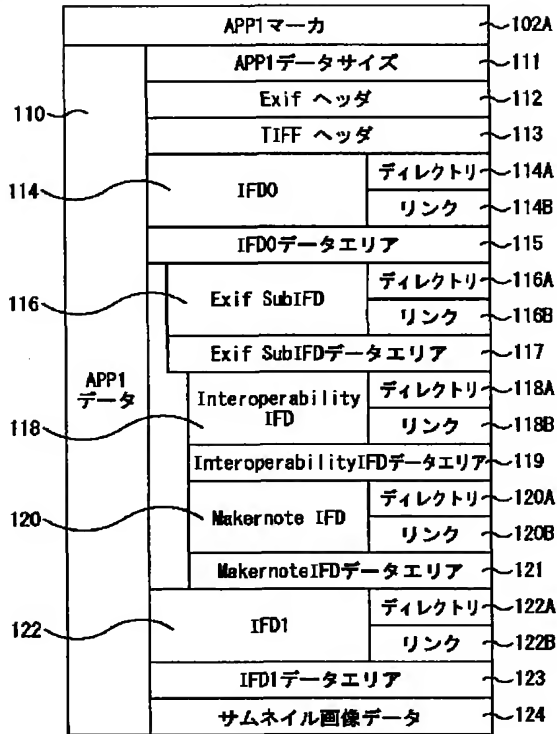 APP1マーカ 102A
APP1データサイズ 111
110
Exif ヘッダ 112
TIFF ヘッダ 113
114 IFD0 ディレクトリ 114A
リンク 114B
IFD0データエリア 115
116 Exif SubIFD ディレクトリ 116A
リンク 116B
Exif SubIFDデータエリア 117
APP1
データ
118 Interoperability
IFD ディレクトリ 118A
リンク 118B
InteroperabilityIFDデータエリア 119
120 Makernote IFD ディレクトリ 120A
リンク 120B
MakernoteIFDデータエリア 121
122 IFD1 ディレクトリ 122A
リンク 122B
IFD1データエリア 123
サムネイル画像データ 124